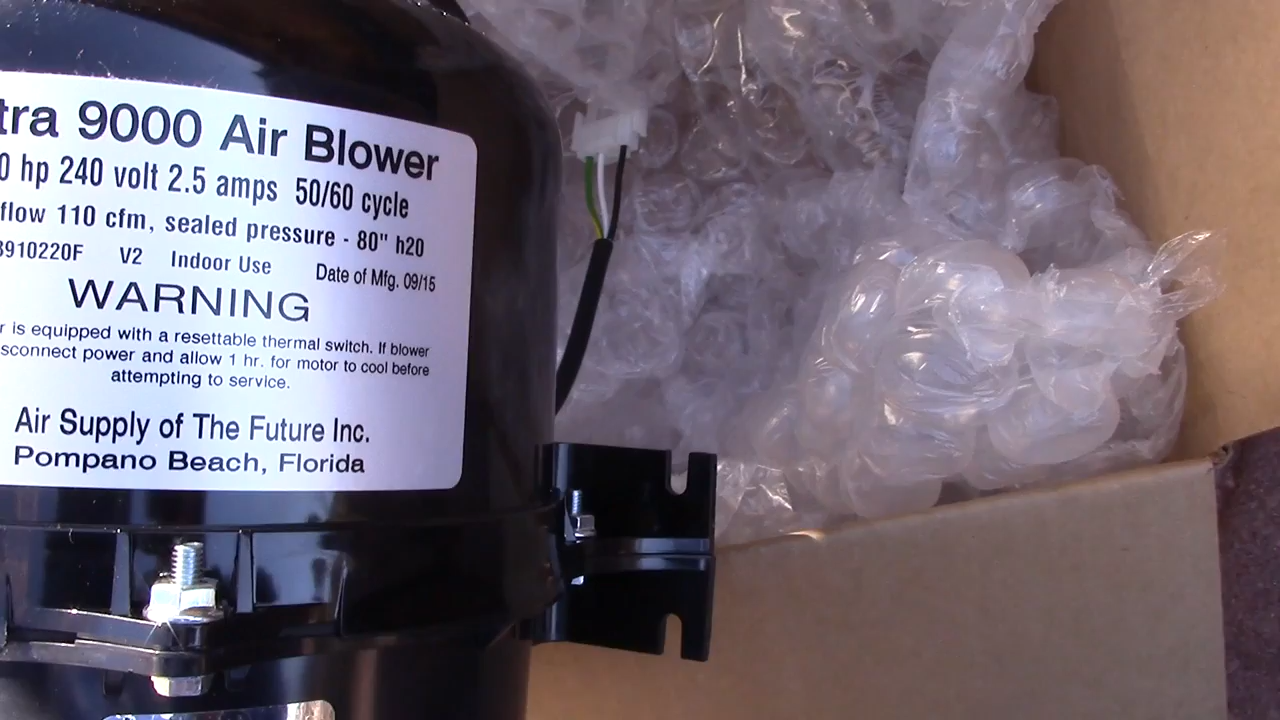 tra 9000 Air Blower
0 hp 240 volt 2.5 amps 50/60 cycle
flow 110 cfm, sealed pressure - 80" h20
3910220F V2 Indoor Use Date of Mfg. 09/15
WARNING
r is equipped with a resettable thermal switch. If blower
sconnect power and allow 1 hr. for motor to cool before
attempting to service.
Air Supply of The Future Inc.
Pompano Beach, Florida